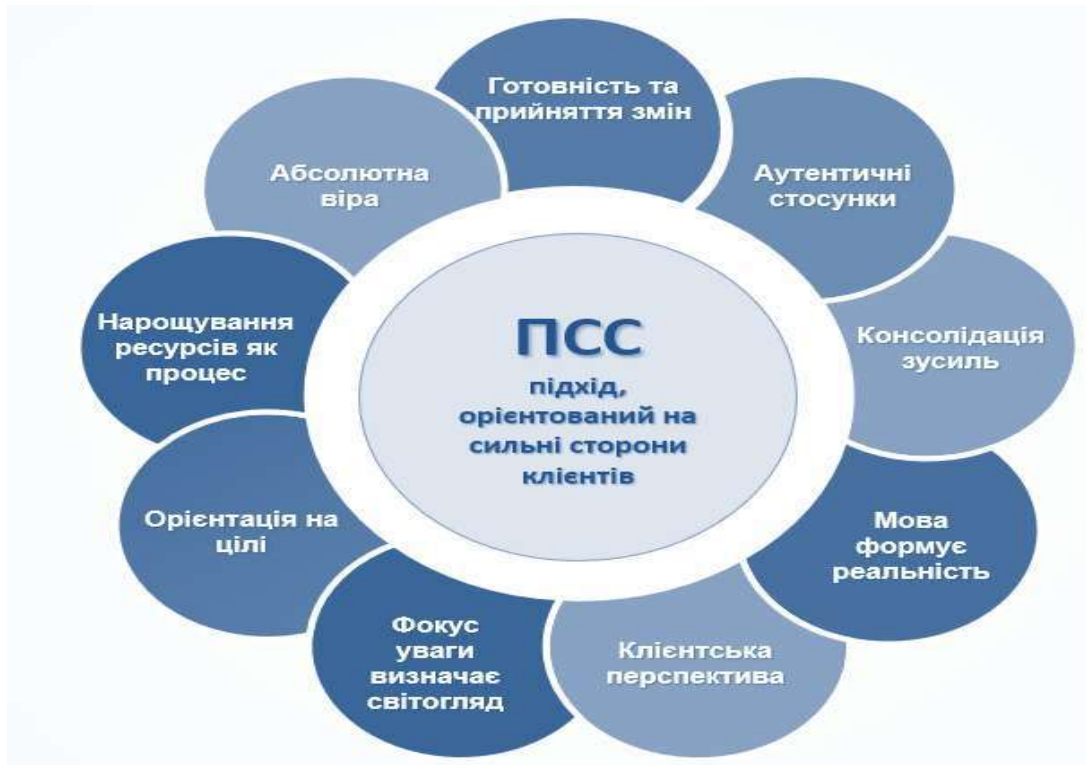 Готовність та
прийняття змін
Аутентичні
стосунки
Консолідація
зусиль
Мова
формує
реальність
Клієнтська
перспектива
Фокус
уваги
визначає
світогляд
Орієнтація на
цілі
Нарощування
ресурсів як
процес
Абсолютна
віра
ПСС
підхід,
орієнтований на
сильні сторони
клієнтів